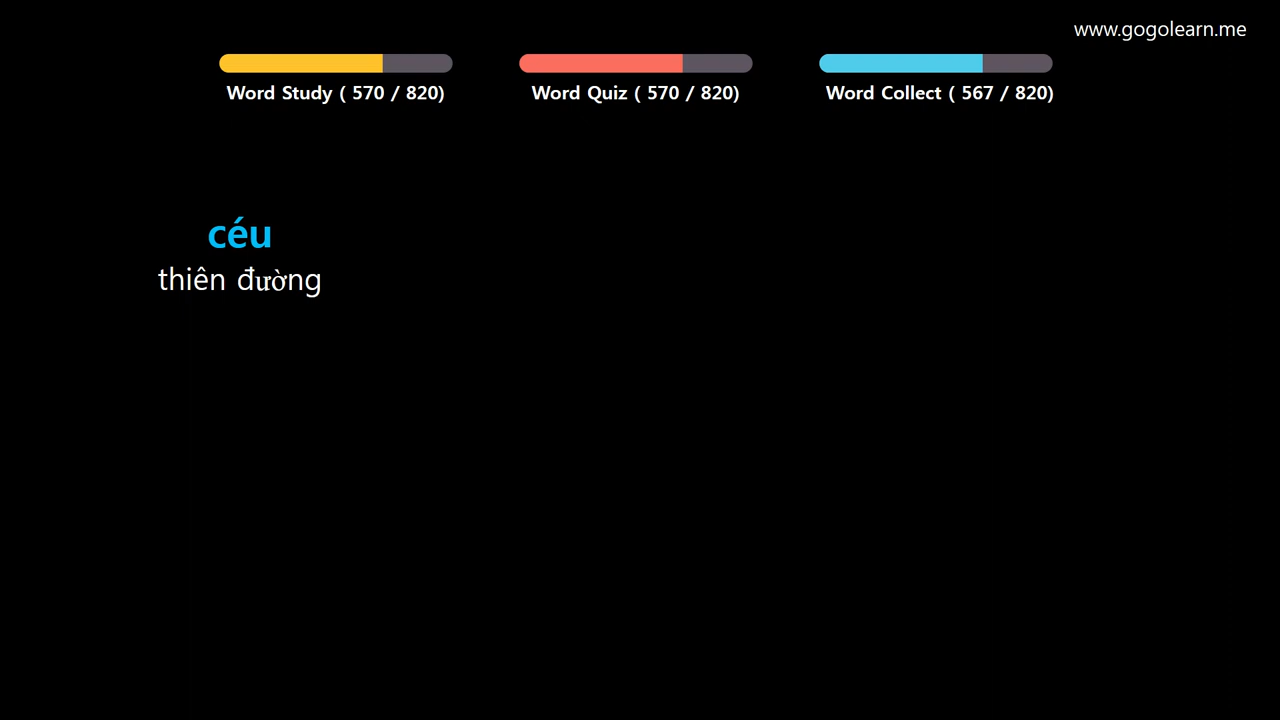 www.gogolearn.me
Word Study ( 570 / 820)
Word Quiz ( 570 / 820)
Word Collect ( 567 / 820)
céu
thiên đường